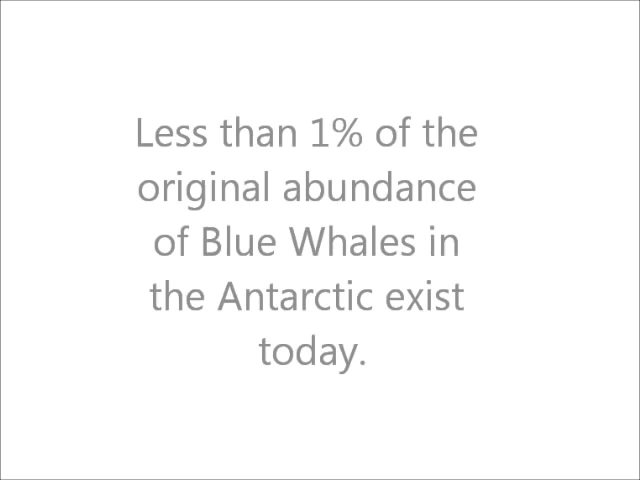 Less than 1% of the
original abundance
of Blue Whales in
the Antarctic exist
today.